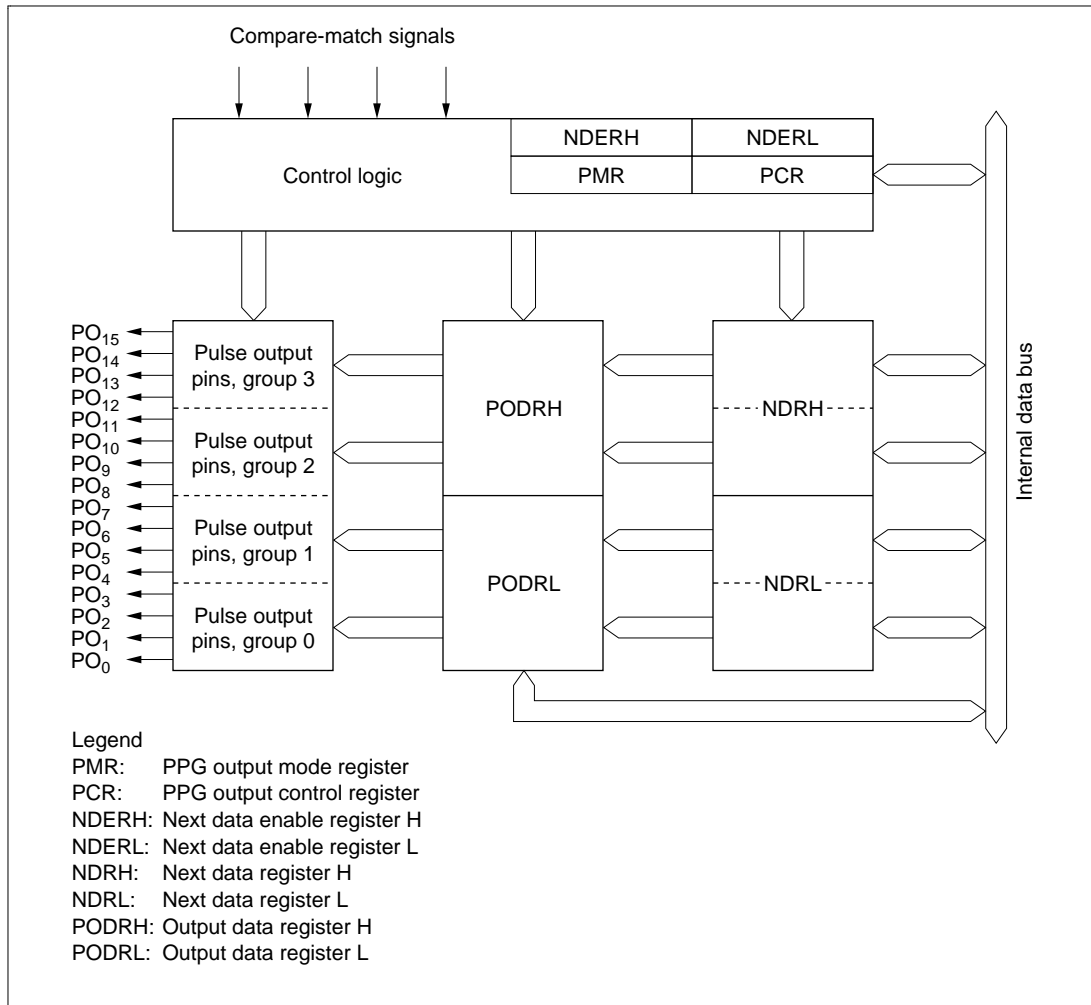 Compare-match signals
NDERH NDERL
Control logic PMR PCR
Internal data bus
PO15
PO14
PO13
PO12
PO11
PO10
PO9
PO8
PO7
PO6
PO5
PO4
PO3
PO2
PO1
PO0
Pulse output
pins, group 3
Pulse output
pins, group 2
Pulse output
pins, group 1
Pulse output
pins, group 0
PODRH
PODRL
NDRH
NDRL
Legend
PMR: PPG output mode register
PCR: PPG output control register
NDERH: Next data enable register H
NDERL: Next data enable register L
NDRH: Next data register H
NDRL: Next data register L
PODRH: Output data register H
PODRL: Output data register L